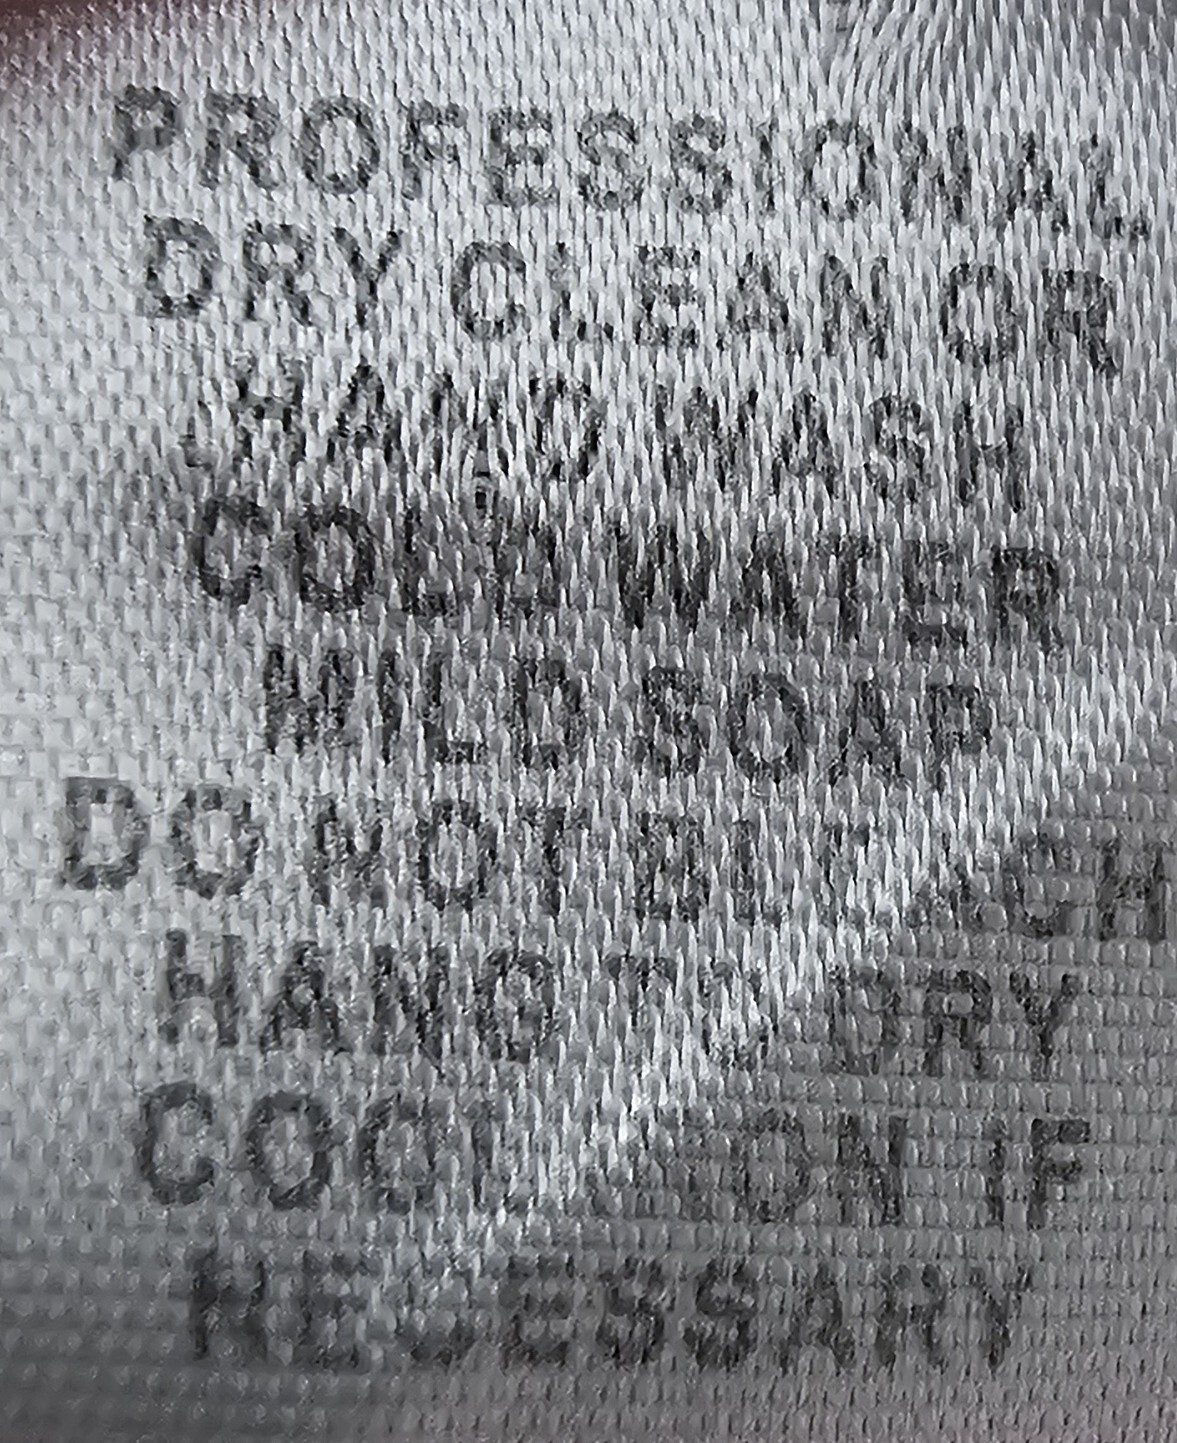 PROFESSIONAL
DRY CLEAN OR
HAND WASH
COLD WATER
MILD SOAP
DO NOT BLEACH
HANG TO DRY
COOL IRON IF
NECESSARY